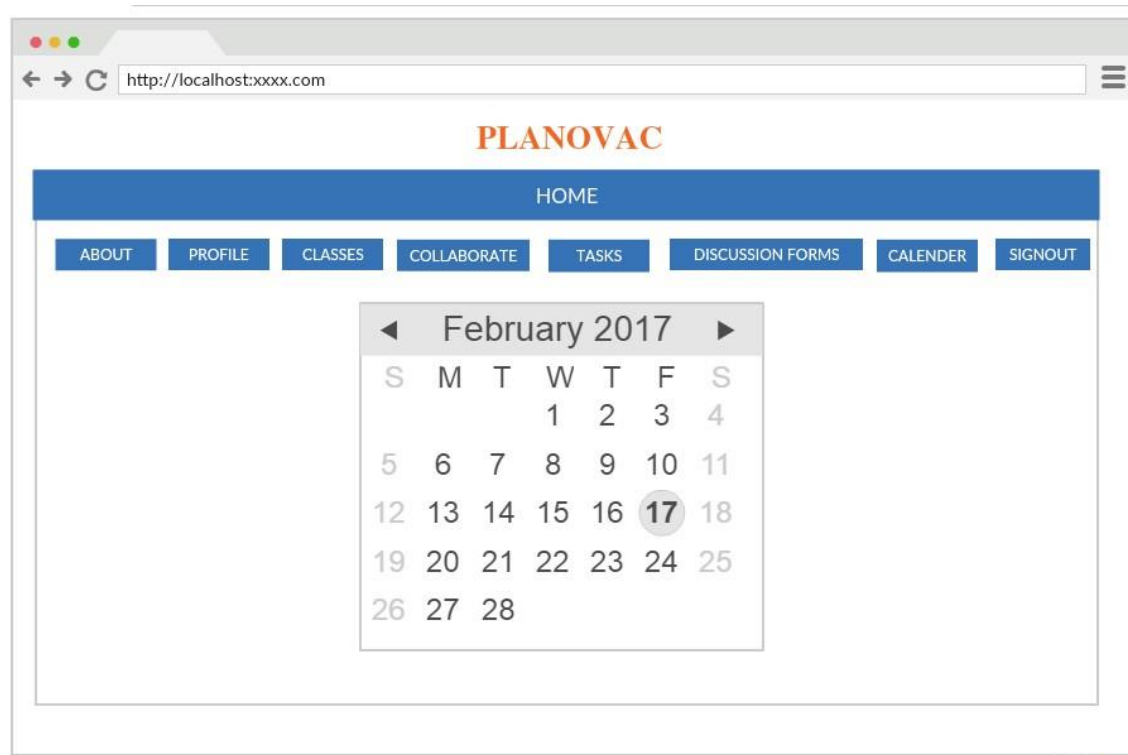 http://localhost:xxxx.com
PLANOVAC
HOME
ABOUT PROFILE CLASSES COLLABORATE TASKS DISCUSSION FORMS CALENDER SIGNOUT
February 2017
S M T W T F S
1 2 3 4
5 6 7 8 9 10 11
12 13 14 15 16 17 18
19 20 21 22 23 24 25
26 27 28